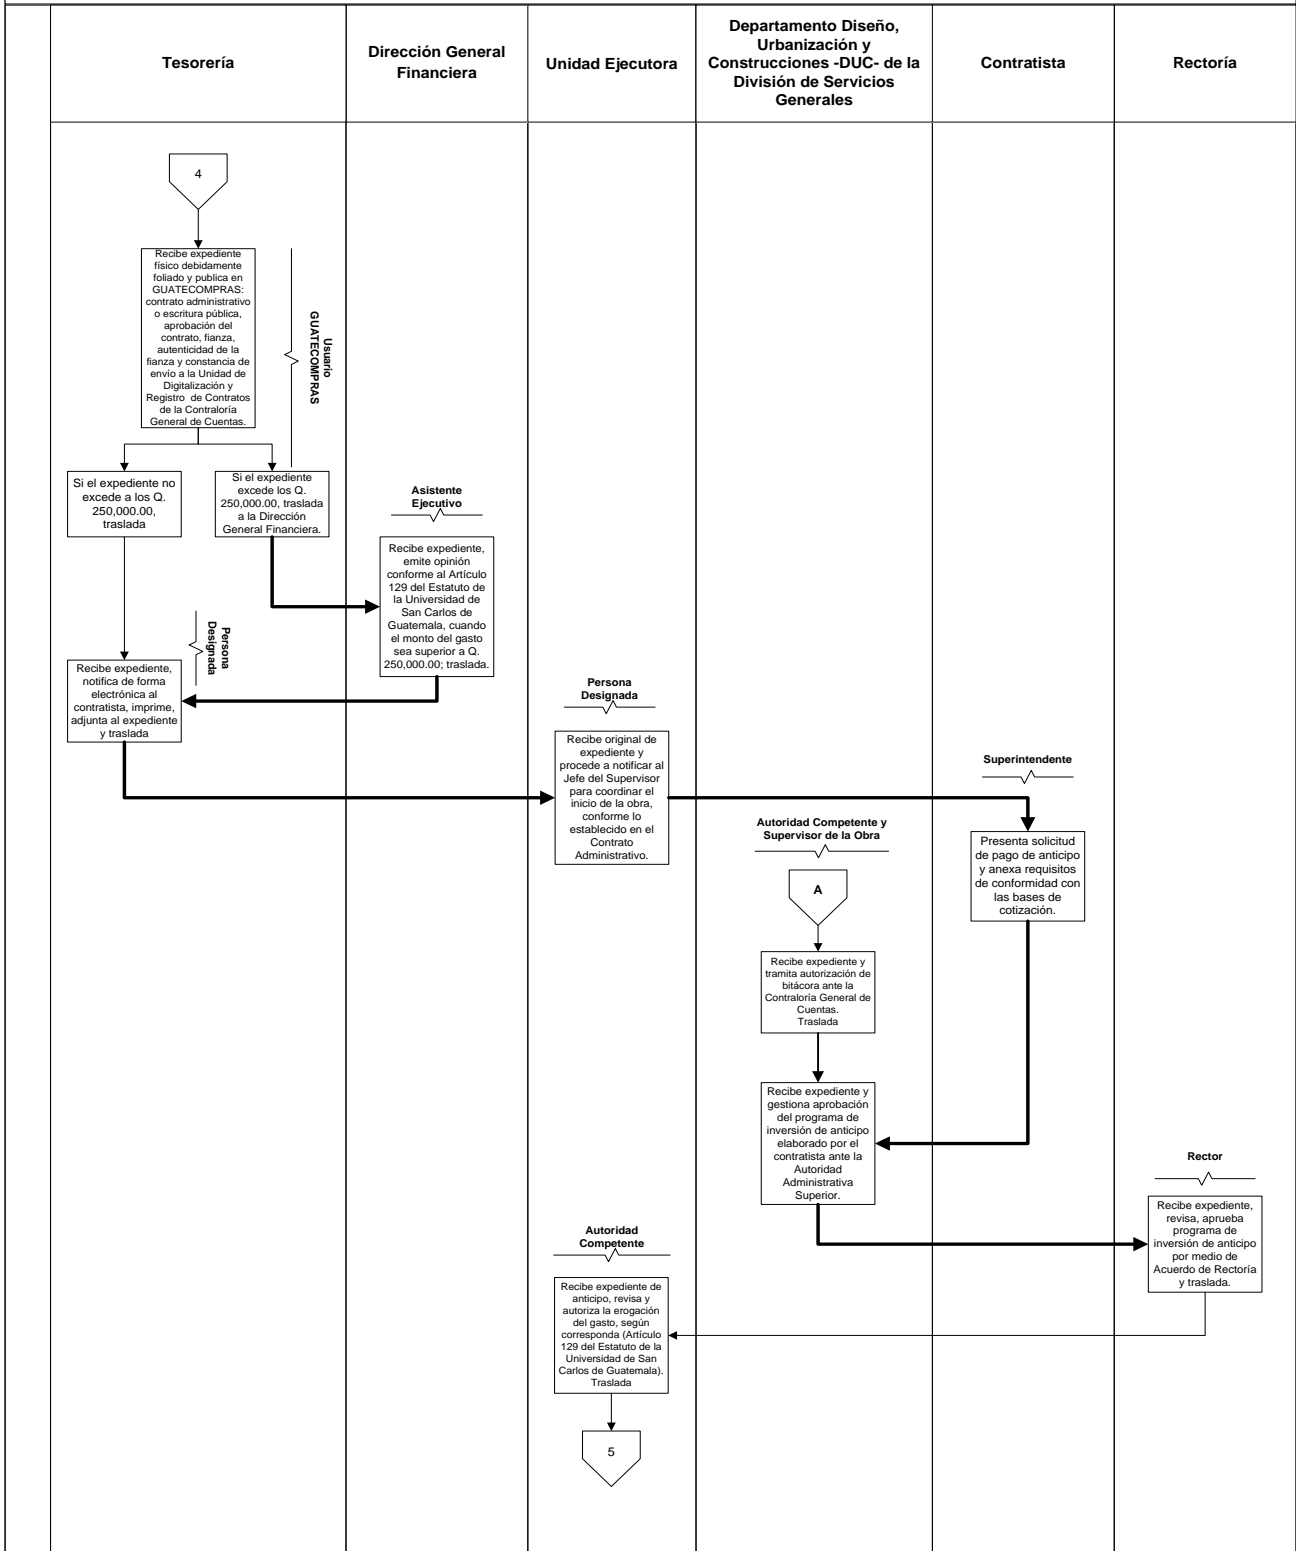 Tesorería
Dirección General
Financiera
Unidad Ejecutora
Departamento Diseño,
Urbanización y
Construcciones -DUC- de la
División de Servicios
Generales
Contratista
Rectoría
4
Recibe expediente
físico debidamente
foliado y publica en
GUATECOMPRAS:
contrato administrativo
o escritura pública,
aprobación del
contrato, fianza,
autenticidad de la
fianza y constancia de
envío a la Unidad de
Digitalización y
Registro  de Contratos
de la Contraloría
General de Cuentas.
Usuario
GUATECOMPRAS
Si el expediente no
excede a los Q.
250,000.00,
traslada
Si el expediente
excede los Q.
250,000.00, traslada
a la Dirección
General Financiera.
Asistente
Ejecutivo
Recibe expediente,
emite opinión
conforme al Artículo
129 del Estatuto de
la Universidad de
San Carlos de
Guatemala, cuando
el monto del gasto
sea superior a Q.
250,000.00; traslada.
Persona
Designada
Recibe expediente,
notifica de forma
electrónica al
contratista, imprime,
adjunta al expediente
y traslada
Persona
Designada
Recibe original de
expediente y
procede a notificar al
Jefe del Supervisor
para coordinar el
inicio de la obra,
conforme lo
establecido en el
Contrato
Administrativo.
Superintendente
Presenta solicitud
de pago de anticipo
y anexa requisitos
de conformidad con
las bases de
cotización.
Autoridad Competente y
Supervisor de la Obra
A
Recibe expediente y
tramita autorización de
bitácora ante la
Contraloría General de
Cuentas.
Traslada
Recibe expediente y
gestiona aprobación
del programa de
inversión de anticipo
elaborado por el
contratista ante la
Autoridad
Administrativa
Superior.
Rector
Recibe expediente,
revisa, aprueba
programa de
inversión de anticipo
por medio de
Acuerdo de Rectoría
y traslada.
Autoridad
Competente
Recibe expediente de
anticipo, revisa y
autoriza la erogación
del gasto, según
corresponda (Artículo
129 del Estatuto de la
Universidad de San
Carlos de Guatemala).
Traslada
5